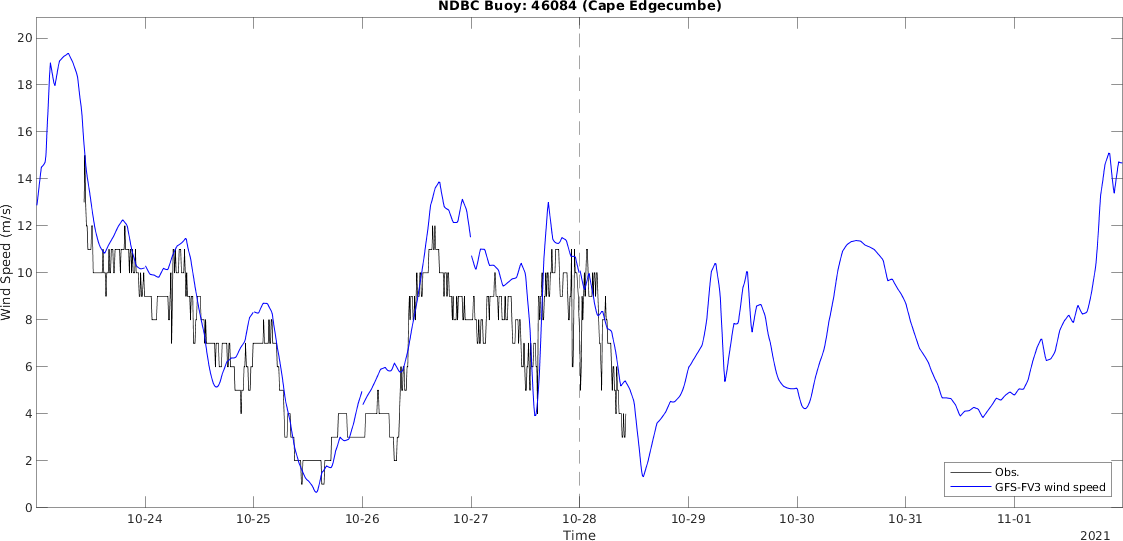 NDBC Buoy: 46084 (Cape Edgecumbe)
20
18
16
14
12
10
8
6
4
2
0
Wind Speed (m/s)
10-24 10-25 10-26 10-27 10-28 10-29 10-30 10-31 11-01
Time
2021
Obs.
GFS-FV3 wind speed